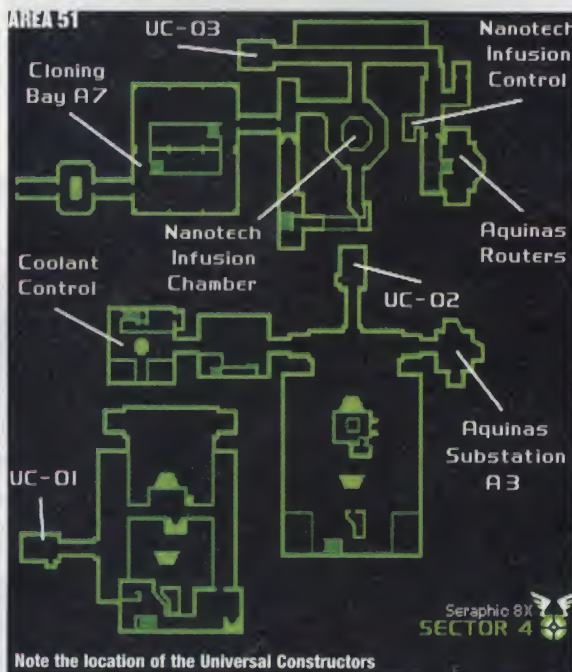 AREA 51
UC-03
Nanotech
Infusion
Control
Cloning
Bay A7
Nanotech
Infusion
Chamber
Aquinas
Routers
Coolant
Control
UC-02
Aquinas
Substation
A3
UC-01
Seraphic 8X
SECTOR 4
Note the location of the Universal Constructors